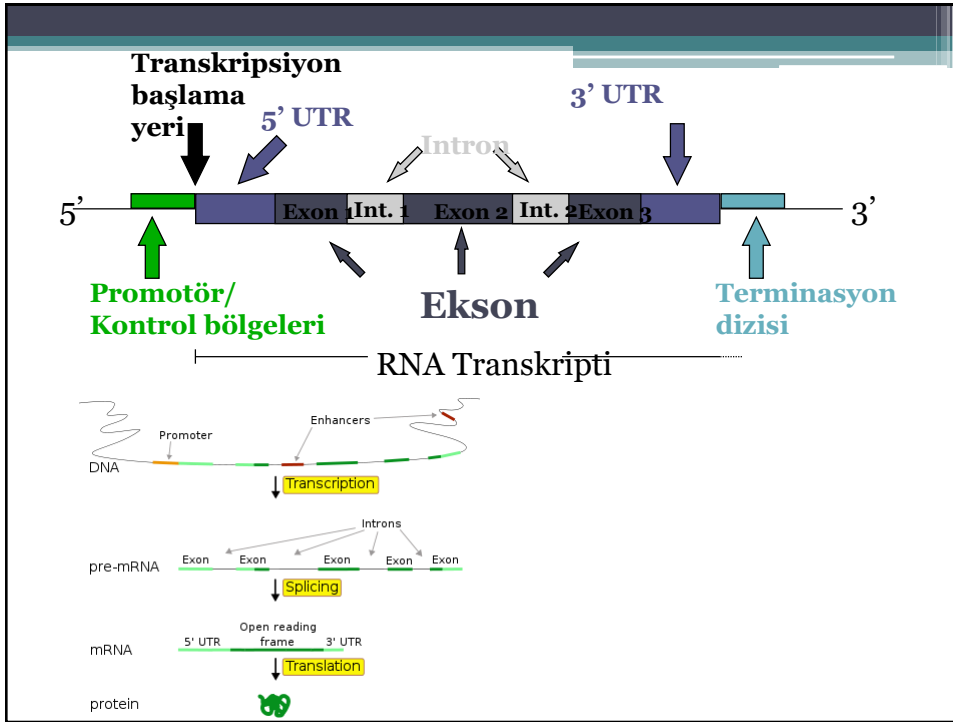 Transkripsiyon
başlama
yeri
5’ UTR
3’ UTR
Intron
5’
Exon 1
Int. 1
Exon 2
Int. 2
Exon 3
3’
Promotör/
Kontrol bölgeleri
Ekson
Terminasyon
dizisi
RNA Transkripti
Enhancers
Promoter
DNA
Transcription
Introns
Exon Exon Exon Exon Exon
pre-mRNA
Splicing
Open reading
frame
5' UTR
3' UTR
mRNA
Translation
protein